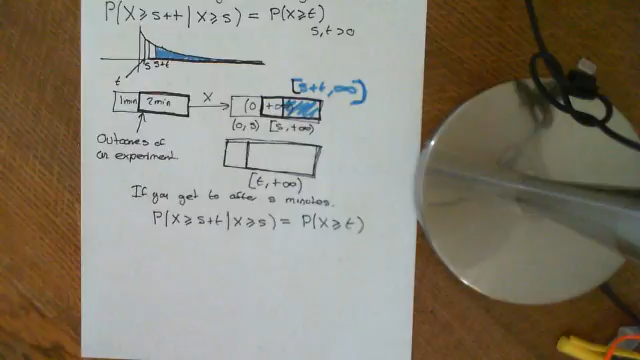 P(X⩾s+t|X⩾s) = P(X⩾t)
s,t>0
s s+t
t
[s+t,∞)
1min 2min X (0 +∞)
(0,s) [s,+∞)
Outcomes of
an experiment.
[t,+∞)
If you get to after s minutes.
P(X⩾s+t|X⩾s) = P(X⩾t)